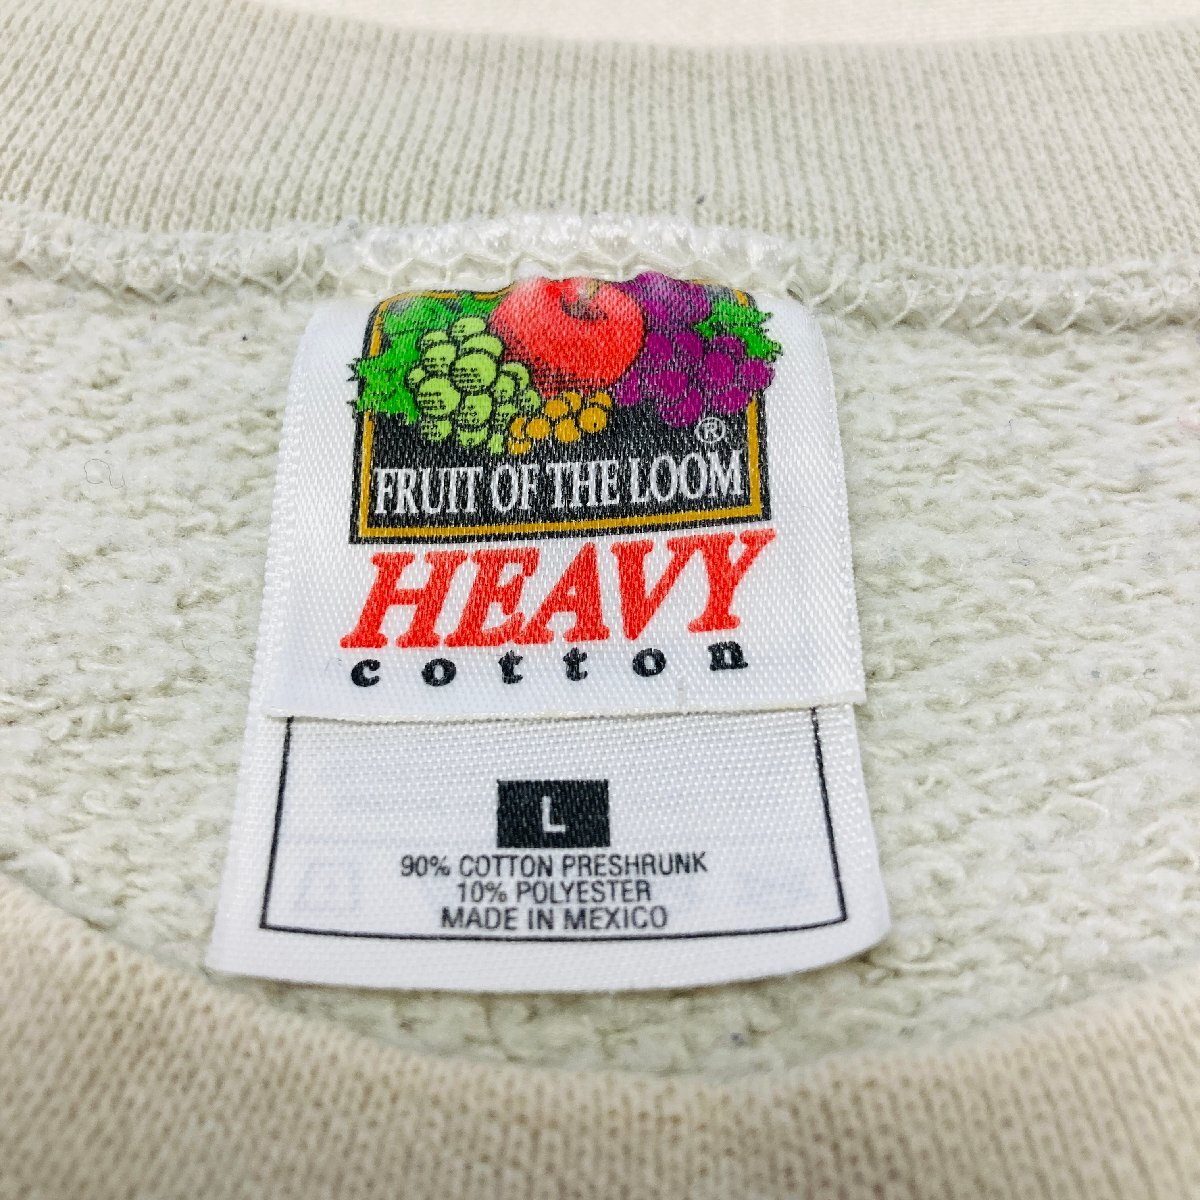 ®
FRUIT OF THE LOOM
HEAVY
cotton
L
90% COTTON PRESHRUNK
10% POLYESTER
MADE IN MEXICO